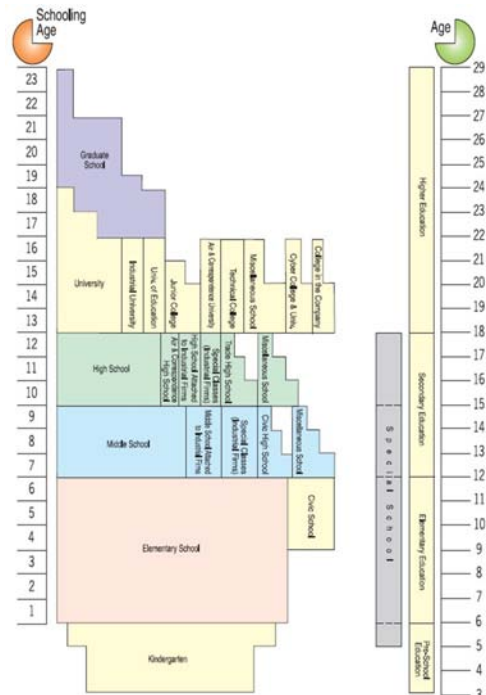 Schooling
Age
Age
23
22
21
20
19
18
17
16
15
14
13
12
11
10
9
8
7
6
5
4
3
2
1
Graduate
School
University
Industrial University
Univ. of Education
Junior College
Air & Correspondence University
Technical College
Miscellaneous School
Cyber College & Univ.
College in the Company
High School
Air & Correspondence
High School
High School Attached
to Industrial Firms
Special Classes
(Industrial Firms)
Trade High School
Miscellaneous School
Middle School
Middle School Attached
to Industrial Firms
Special Classes
(Industrial Firms)
Civic High School
Miscellaneous School
Elementary School
Civic School
Kindergarten
Special School
Higher Education
Secondary Education
Elementary Education
Pre-School
Education
29
28
27
26
25
24
23
22
21
20
19
18
17
16
15
14
13
12
11
10
9
8
7
6
5
4
3